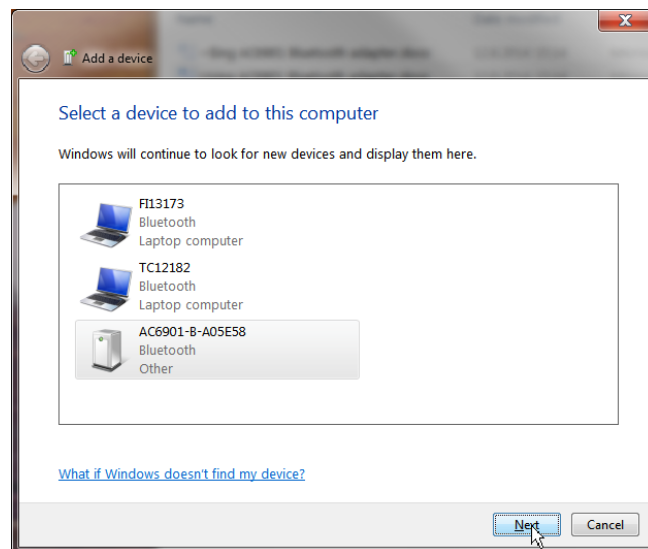 Add a device
Select a device to add to this computer
Windows will continue to look for new devices and display them here.
FI13173
Bluetooth
Laptop computer
TC12182
Bluetooth
Laptop computer
AC6901-B-A05E58
Bluetooth
Other
What if Windows doesn't find my device?
Next Cancel